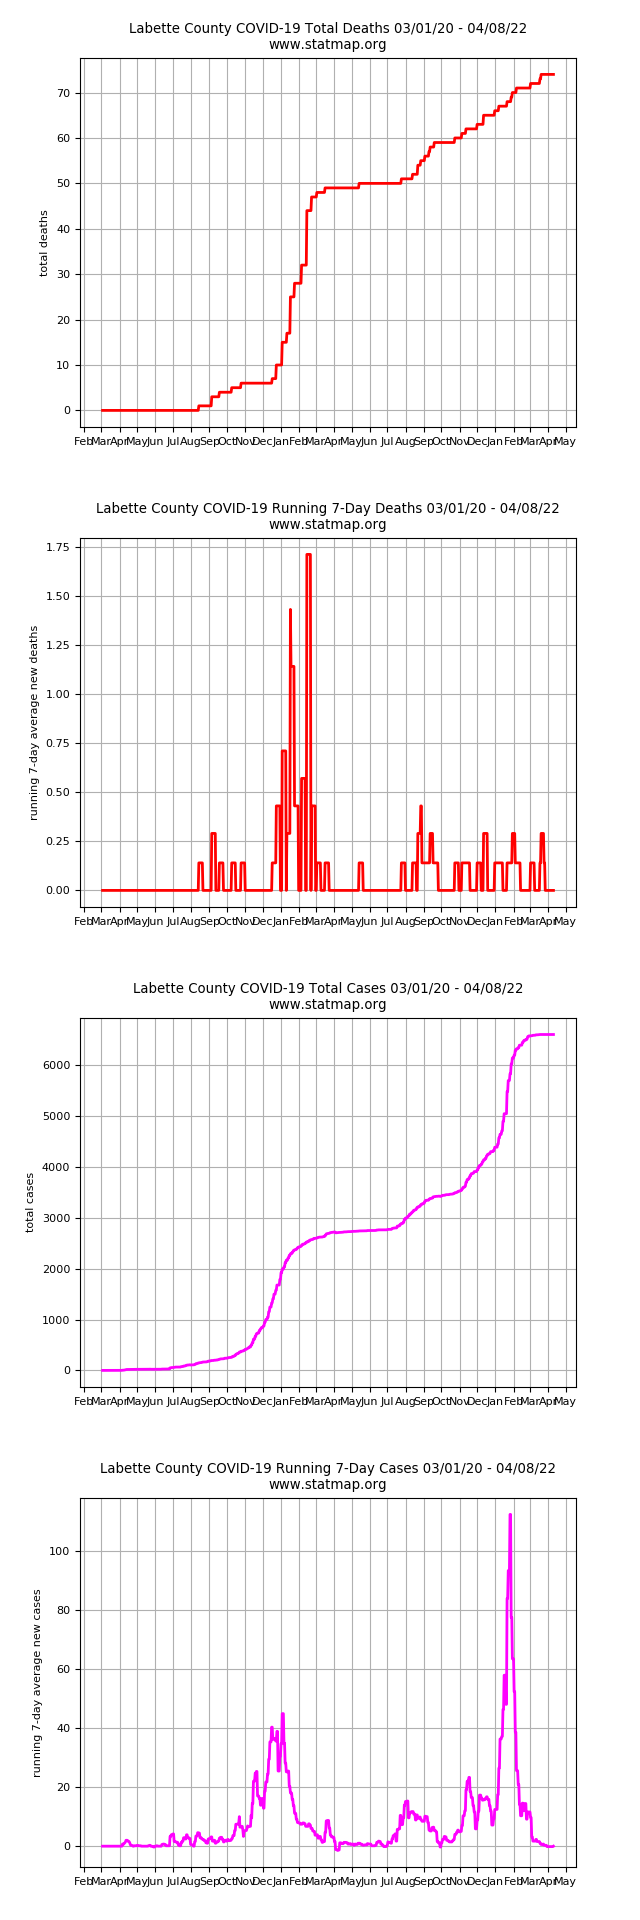 Labette County COVID-19 Total Deaths 03/01/20 - 04/08/22
www.statmap.org
total deaths
70
60
50
40
30
20
10
0
Feb Mar Apr May Jun Jul Aug Sep Oct Nov Dec Jan Feb Mar Apr May Jun Jul Aug Sep Oct Nov Dec Jan Feb Mar Apr May
Labette County COVID-19 Running 7-Day Deaths 03/01/20 - 04/08/22
www.statmap.org
running 7-day average new deaths
1.75
1.50
1.25
1.00
0.75
0.50
0.25
0.00
Feb Mar Apr May Jun Jul Aug Sep Oct Nov Dec Jan Feb Mar Apr May Jun Jul Aug Sep Oct Nov Dec Jan Feb Mar Apr May
Labette County COVID-19 Total Cases 03/01/20 - 04/08/22
www.statmap.org
total cases
6000
5000
4000
3000
2000
1000
0
Feb Mar Apr May Jun Jul Aug Sep Oct Nov Dec Jan Feb Mar Apr May Jun Jul Aug Sep Oct Nov Dec Jan Feb Mar Apr May
Labette County COVID-19 Running 7-Day Cases 03/01/20 - 04/08/22
www.statmap.org
running 7-day average new cases
100
80
60
40
20
0
Feb Mar Apr May Jun Jul Aug Sep Oct Nov Dec Jan Feb Mar Apr May Jun Jul Aug Sep Oct Nov Dec Jan Feb Mar Apr May